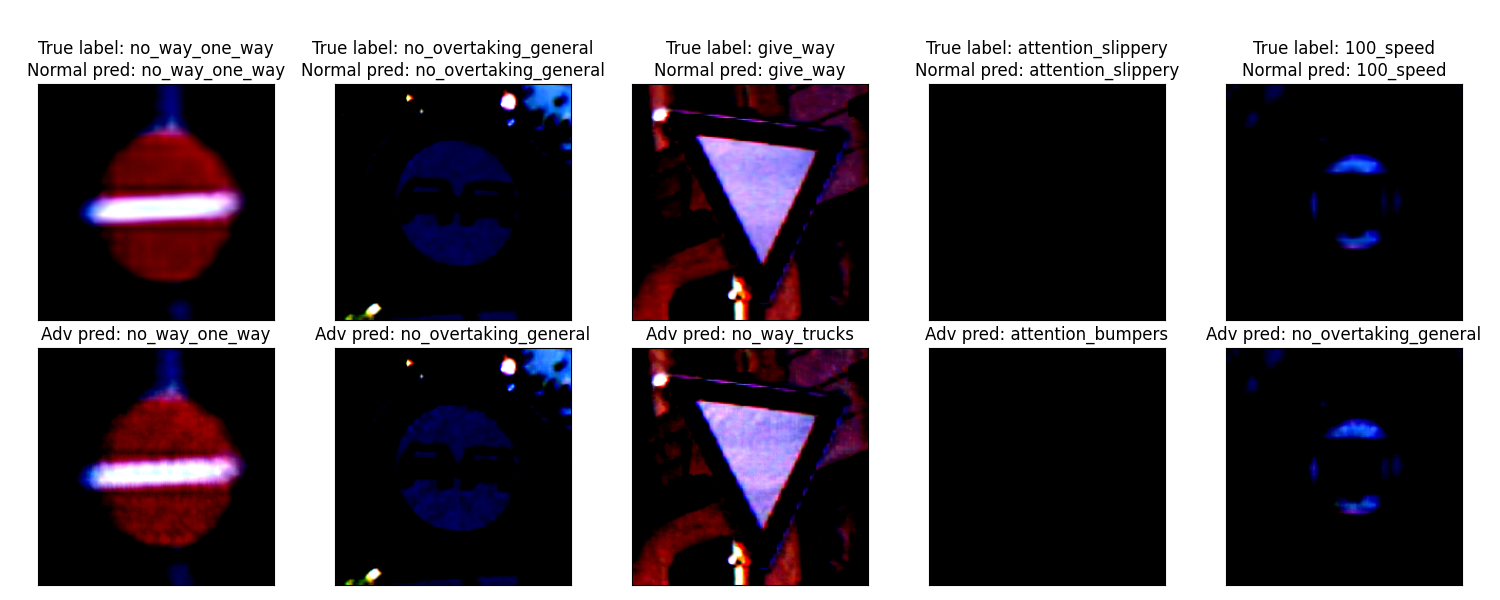 True label: no_way_one_way
Normal pred: no_way_one_way
True label: no_overtaking_general
Normal pred: no_overtaking_general
True label: give_way
Normal pred: give_way
True label: attention_slippery
Normal pred: attention_slippery
True label: 100_speed
Normal pred: 100_speed
Adv pred: no_way_one_way
Adv pred: no_overtaking_general
Adv pred: no_way_trucks
Adv pred: attention_bumpers
Adv pred: no_overtaking_general